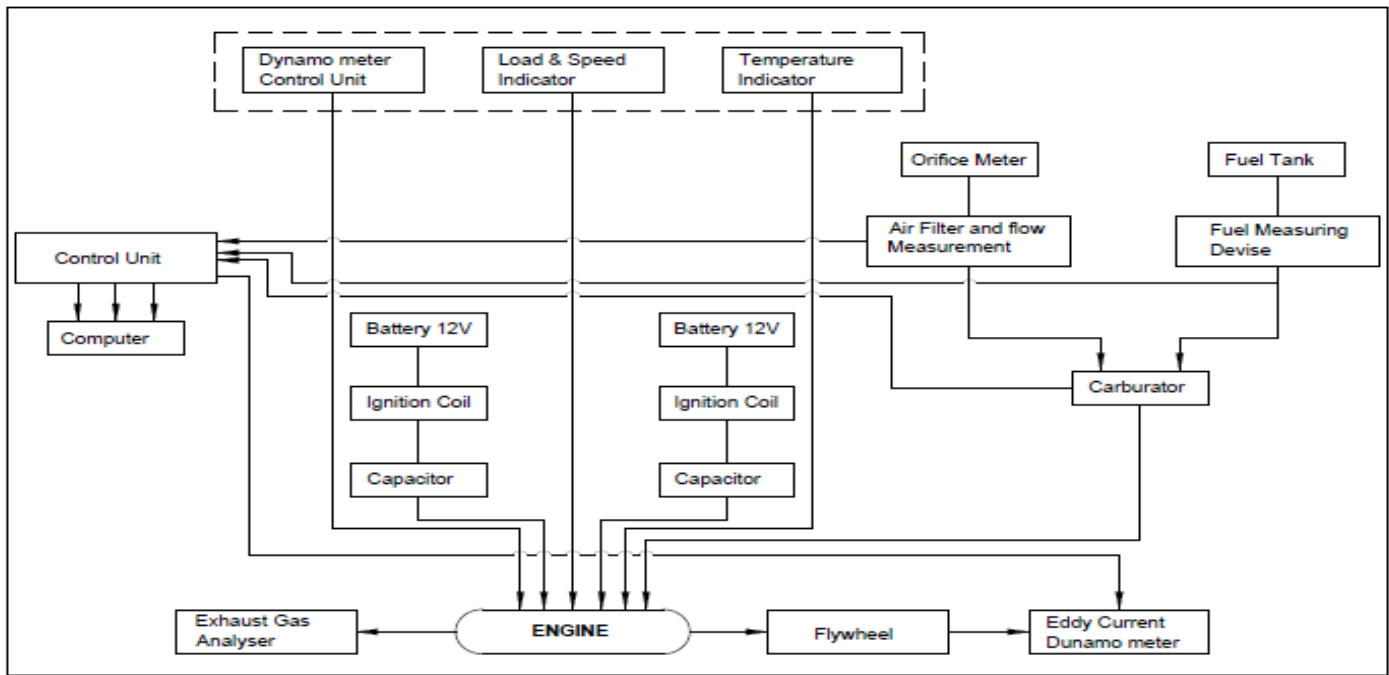 Dynamo meter
Control Unit
Load & Speed
Indicator
Temperature
Indicator
Orifice Meter
Fuel Tank
Air Filter and flow
Measurement
Fuel Measuring
Devise
Control Unit
Computer
Battery 12V
Battery 12V
Ignition Coil
Ignition Coil
Carburator
Capacitor
Capacitor
Exhaust Gas
Analyser
ENGINE
Flywheel
Eddy Current
Dunamo meter